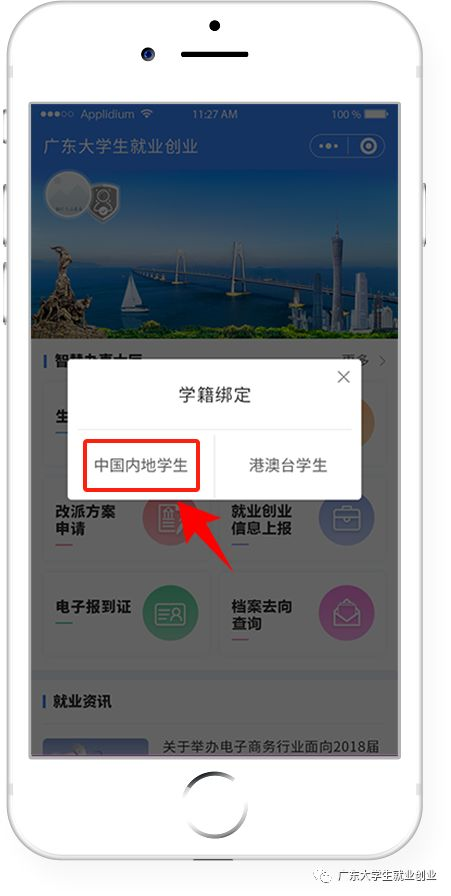 Applidium
11:27 AM
100 %
广东大学生就业创业
更多
学籍绑定
中国内地学生
港澳台学生
改派方案
申请
就业创业
信息上报
电子报到证
档案去向
查询
就业资讯
关于举办电子商务行业面向2018届
广东大学生就业创业